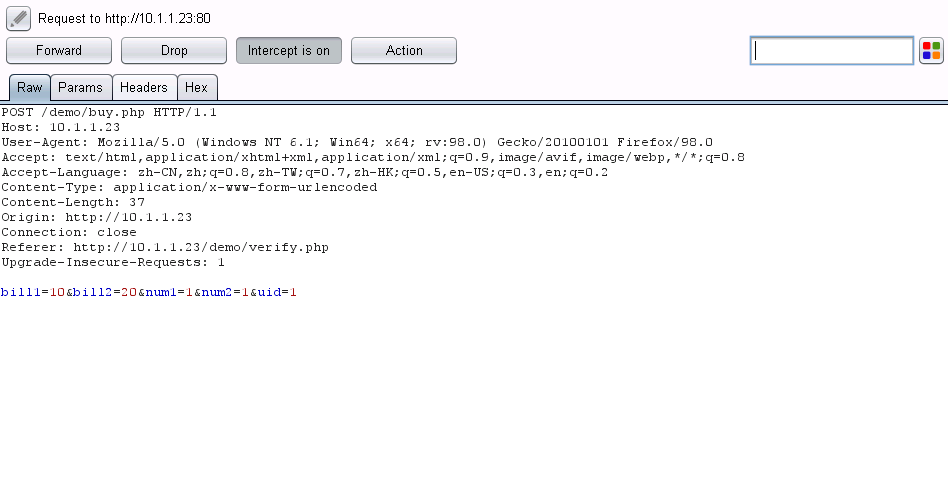 Request to http://10.1.1.23:80
Forward Drop Intercept is on Action
Raw Params Headers Hex
POST /demo/buy.php HTTP/1.1
Host: 10.1.1.23
User-Agent: Mozilla/5.0 (Windows NT 6.1; Win64; x64; rv:98.0) Gecko/20100101 Firefox/98.0
Accept: text/html,application/xhtml+xml,application/xml;q=0.9,image/avif,image/webp,*/*;q=0.8
Accept-Language: zh-CN,zh;q=0.8,zh-TW;q=0.7,zh-HK;q=0.5,en-US;q=0.3,en;q=0.2
Content-Type: application/x-www-form-urlencoded
Content-Length: 37
Origin: http://10.1.1.23
Connection: close
Referer: http://10.1.1.23/demo/verify.php
Upgrade-Insecure-Requests: 1
bill1=10&bill2=20&num1=1&num2=1&uid=1